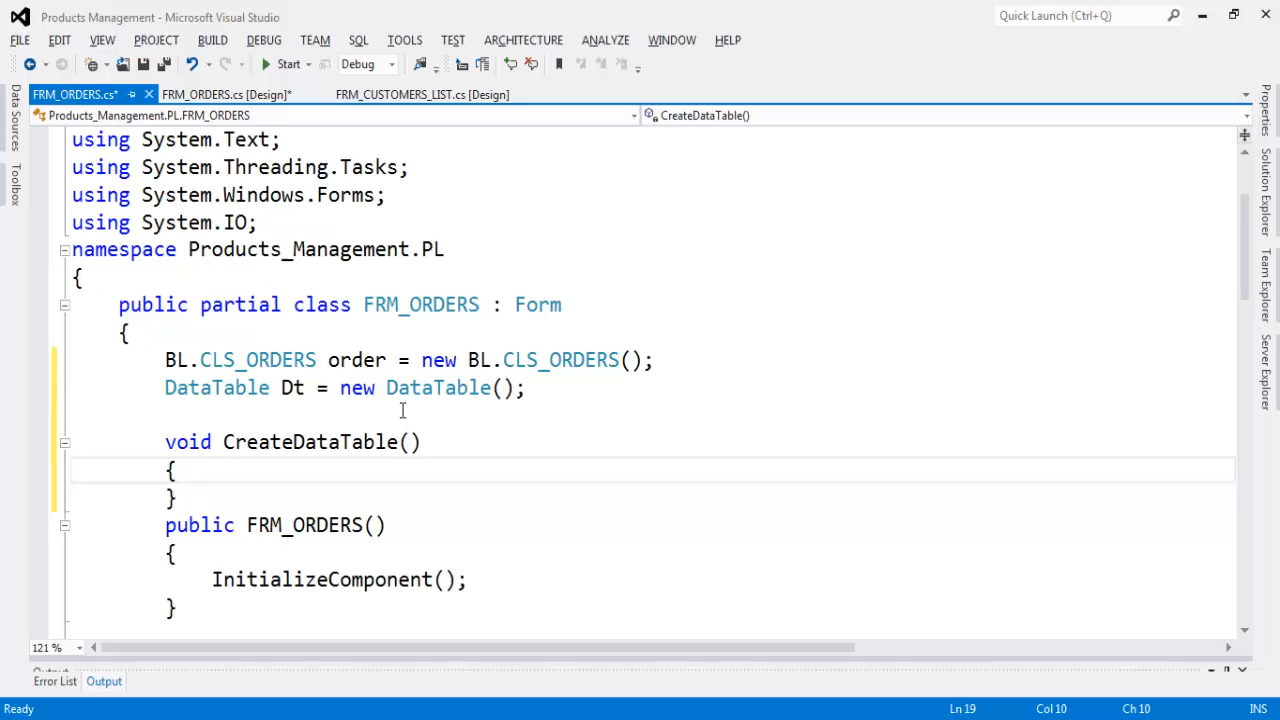 Products Management - Microsoft Visual Studio
Quick Launch (Ctrl+Q)
FILE EDIT VIEW PROJECT BUILD DEBUG TEAM SQL TOOLS TEST ARCHITECTURE ANALYZE WINDOW HELP
Start Debug
FRM_ORDERS.cs* FRM_ORDERS.cs [Design]* FRM_CUSTOMERS_LIST.cs [Design]
Products_Management.PL.FRM_ORDERS CreateDataTable()
Data Sources
Toolbox
using System.Text;
using System.Threading.Tasks;
using System.Windows.Forms;
using System.IO;
namespace Products_Management.PL
{
public partial class FRM_ORDERS : Form
{
BL.CLS_ORDERS order = new BL.CLS_ORDERS();
DataTable Dt = new DataTable();
void CreateDataTable()
{
}
public FRM_ORDERS()
{
InitializeComponent();
}
Properties
Solution Explorer
Team Explorer
Server Explorer
121 %
Output
Error List Output
Ready Ln 19 Col 10 Ch 10 INS